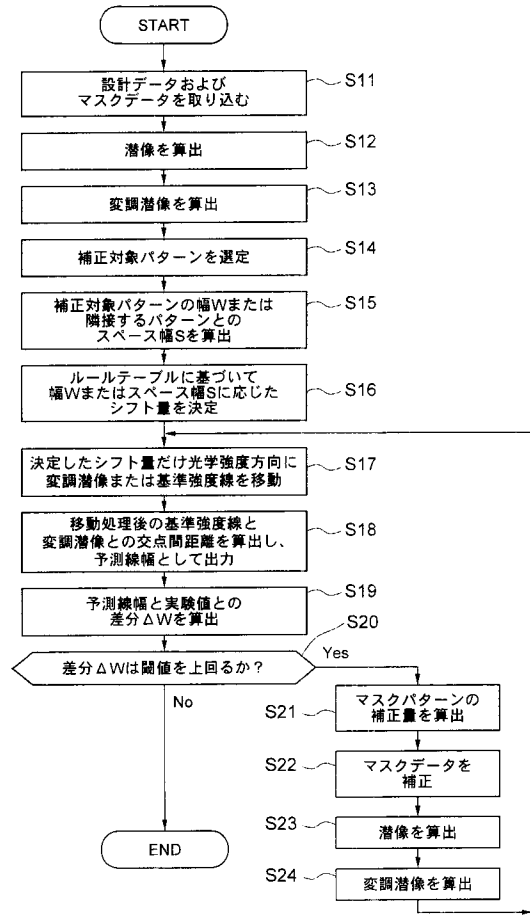 START
設計データおよび
マスクデータを取り込む
S11
潜像を算出
S12
変調潜像を算出
S13
補正対象パターンを選定
S14
補正対象パターンの幅Wまたは
隣接するパターンとの
スペース幅Sを算出
S15
ルールテーブルに基づいて
幅Wまたはスペース幅Sに応じた
シフト量を決定
S16
決定したシフト量だけ光学強度方向に
変調潜像または基準強度線を移動
S17
移動処理後の基準強度線と
変調潜像との交点間距離を算出し、
予測線幅として出力
S18
予測線幅と実験値との
差分ΔWを算出
S19
差分ΔWは閾値を上回るか？
S20
Yes
No
マスクパターンの
補正量を算出
S21
マスクデータを
補正
S22
潜像を算出
S23
変調潜像を算出
S24
END